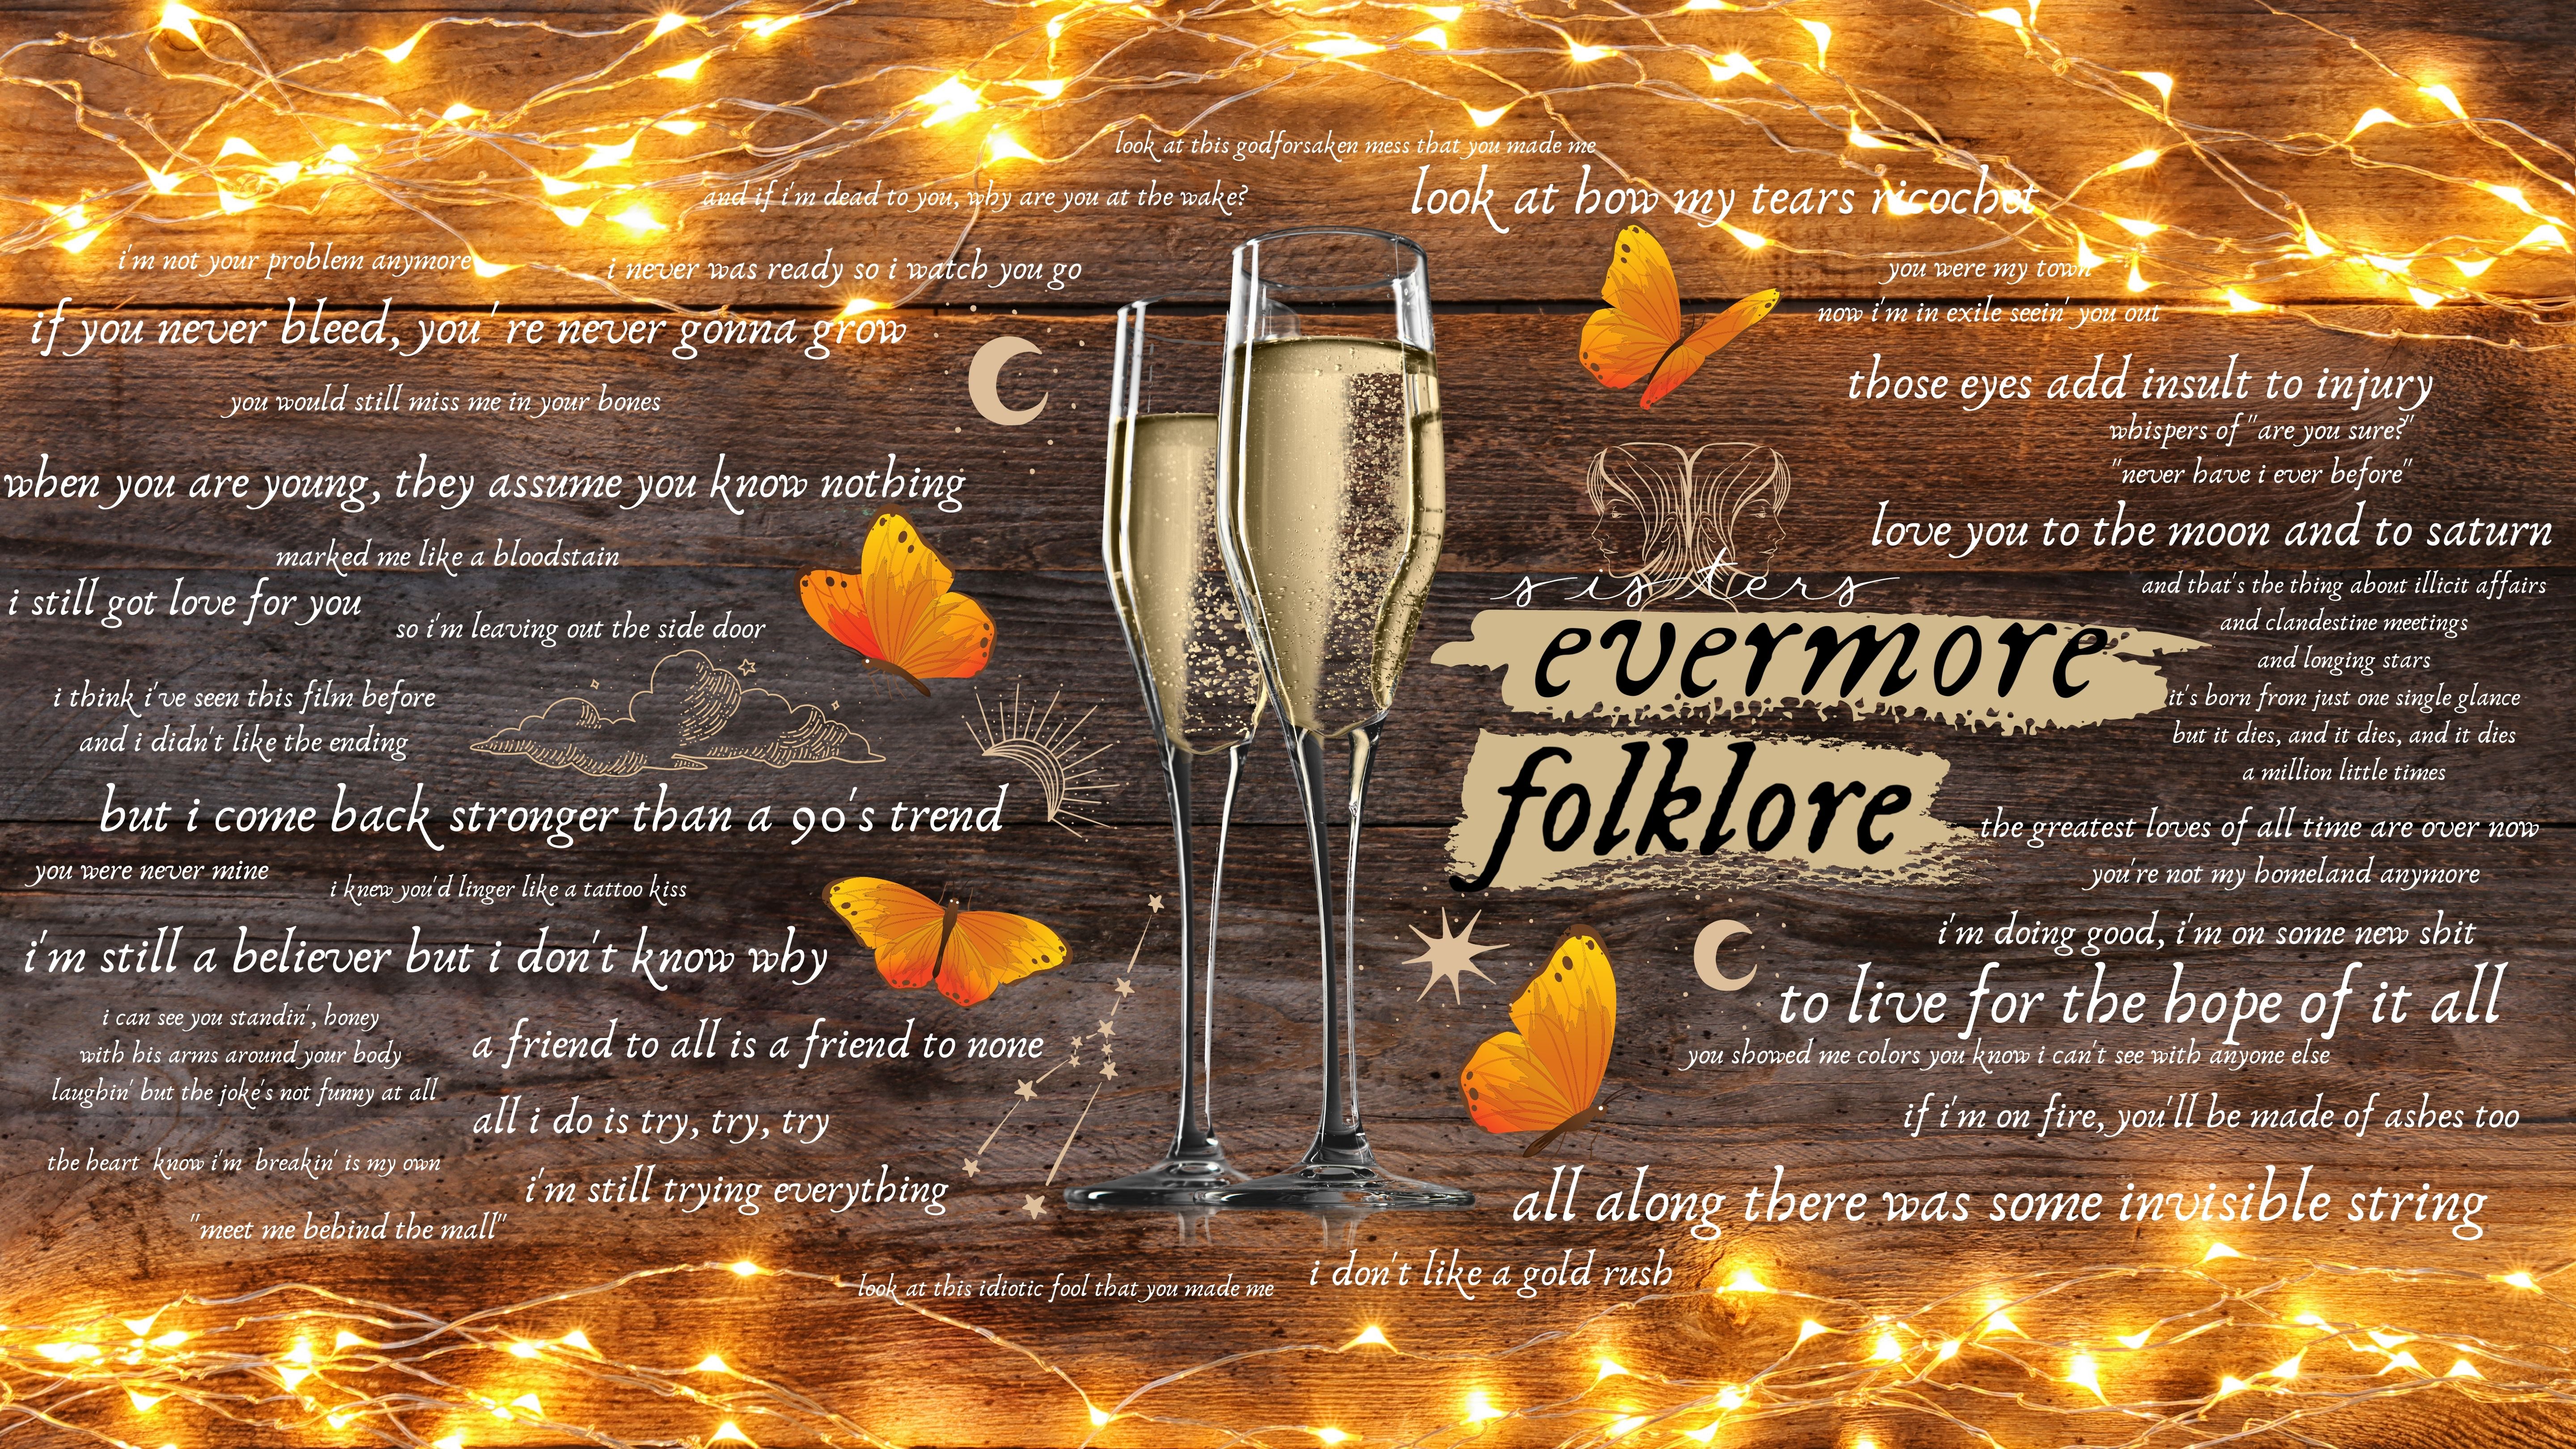 look at this godforsaken mess that you made me
and if i'm dead to you, why are you at the wake?
look at how my tears ricochet
i'm not your problem anymore
i never was ready so i watch you go
if you never bleed, you're never gonna grow
you would still miss me in your bones
when you are young, they assume you know nothing
marked me like a bloodstain
i still got love for you
so i'm leaving out the side door
i think i've seen this film before
and i didn't like the ending
but i come back stronger than a 90's trend
you were never mine
i knew you'd linger like a tattoo kiss
i'm still a believer but i don't know why
i can see you standin', honey
with his arms around your body
laughin' but the joke's not funny at all
a friend to all is a friend to none
all i do is try, try, try
the heart know i'm breakin' is my own
i'm still trying everything
"meet me behind the mall"
look at this idiotic fool that you made me
you were my town
now i'm in exile seein' you out
those eyes add insult to injury
whispers of "are you sure?"
"never have i ever before"
love you to the moon and to saturn
sisters
evermore
folklore
and that's the thing about illicit affairs
and clandestine meetings
and longing stars
it's born from just one single glance
but it dies, and it dies, and it dies
a million little times
the greatest loves of all time are over now
you're not my homeland anymore
i'm doing good, i'm on some new shit
to live for the hope of it all
you showed me colors you know i can't see with anyone else
if i'm on fire, you'll be made of ashes too
all along there was some invisible string
i don't like a gold rush